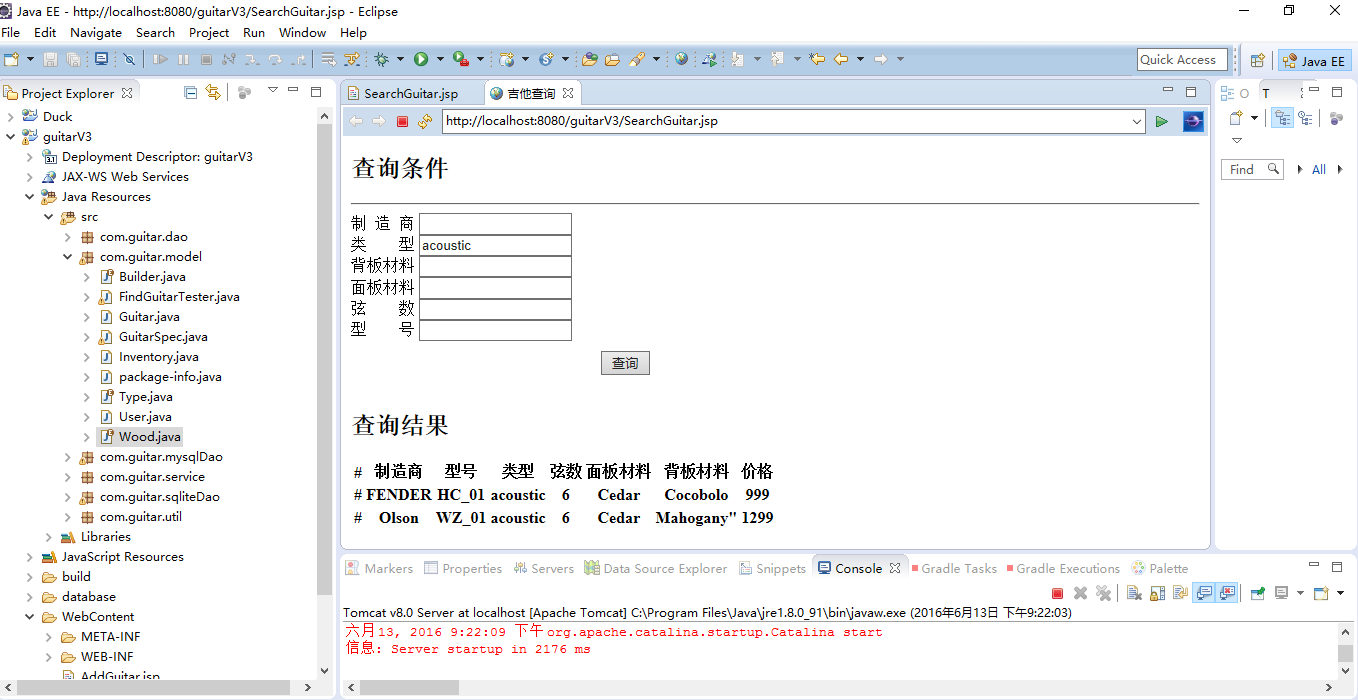 Java EE - http://localhost:8080/guitarV3/SearchGuitar.jsp - Eclipse
File Edit Navigate Search Project Run Window Help
Quick Access
Java EE
Project Explorer
Duck
guitarV3
Deployment Descriptor: guitarV3
JAX-WS Web Services
Java Resources
src
com.guitar.dao
com.guitar.model
Builder.java
FindGuitarTester.java
Guitar.java
GuitarSpec.java
Inventory.java
package-info.java
Type.java
User.java
Wood.java
com.guitar.mysqlDao
com.guitar.service
com.guitar.sqliteDao
com.guitar.util
Libraries
JavaScript Resources
build
database
WebContent
META-INF
WEB-INF
AddGuitar.jsp
SearchGuitar.jsp 吉他查询
http://localhost:8080/guitarV3/SearchGuitar.jsp
查询条件
制 造 商
类 型 acoustic
背板材料
面板材料
弦 数
型 号
查询
查询结果
# 制造商 型号 类型 弦数 面板材料 背板材料 价格
# FENDER HC_01 acoustic 6 Cedar Cocobolo 999
# Olson WZ_01 acoustic 6 Cedar Mahogany" 1299
O T
Find All
Markers Properties Servers Data Source Explorer Snippets Console Gradle Tasks Gradle Executions Palette
Tomcat v8.0 Server at localhost [Apache Tomcat] C:\Program Files\Java\jre1.8.0_91\bin\javaw.exe (2016年6月13日 下午9:22:03)
六月 13, 2016 9:22:09 下午 org.apache.catalina.startup.Catalina start
信息: Server startup in 2176 ms